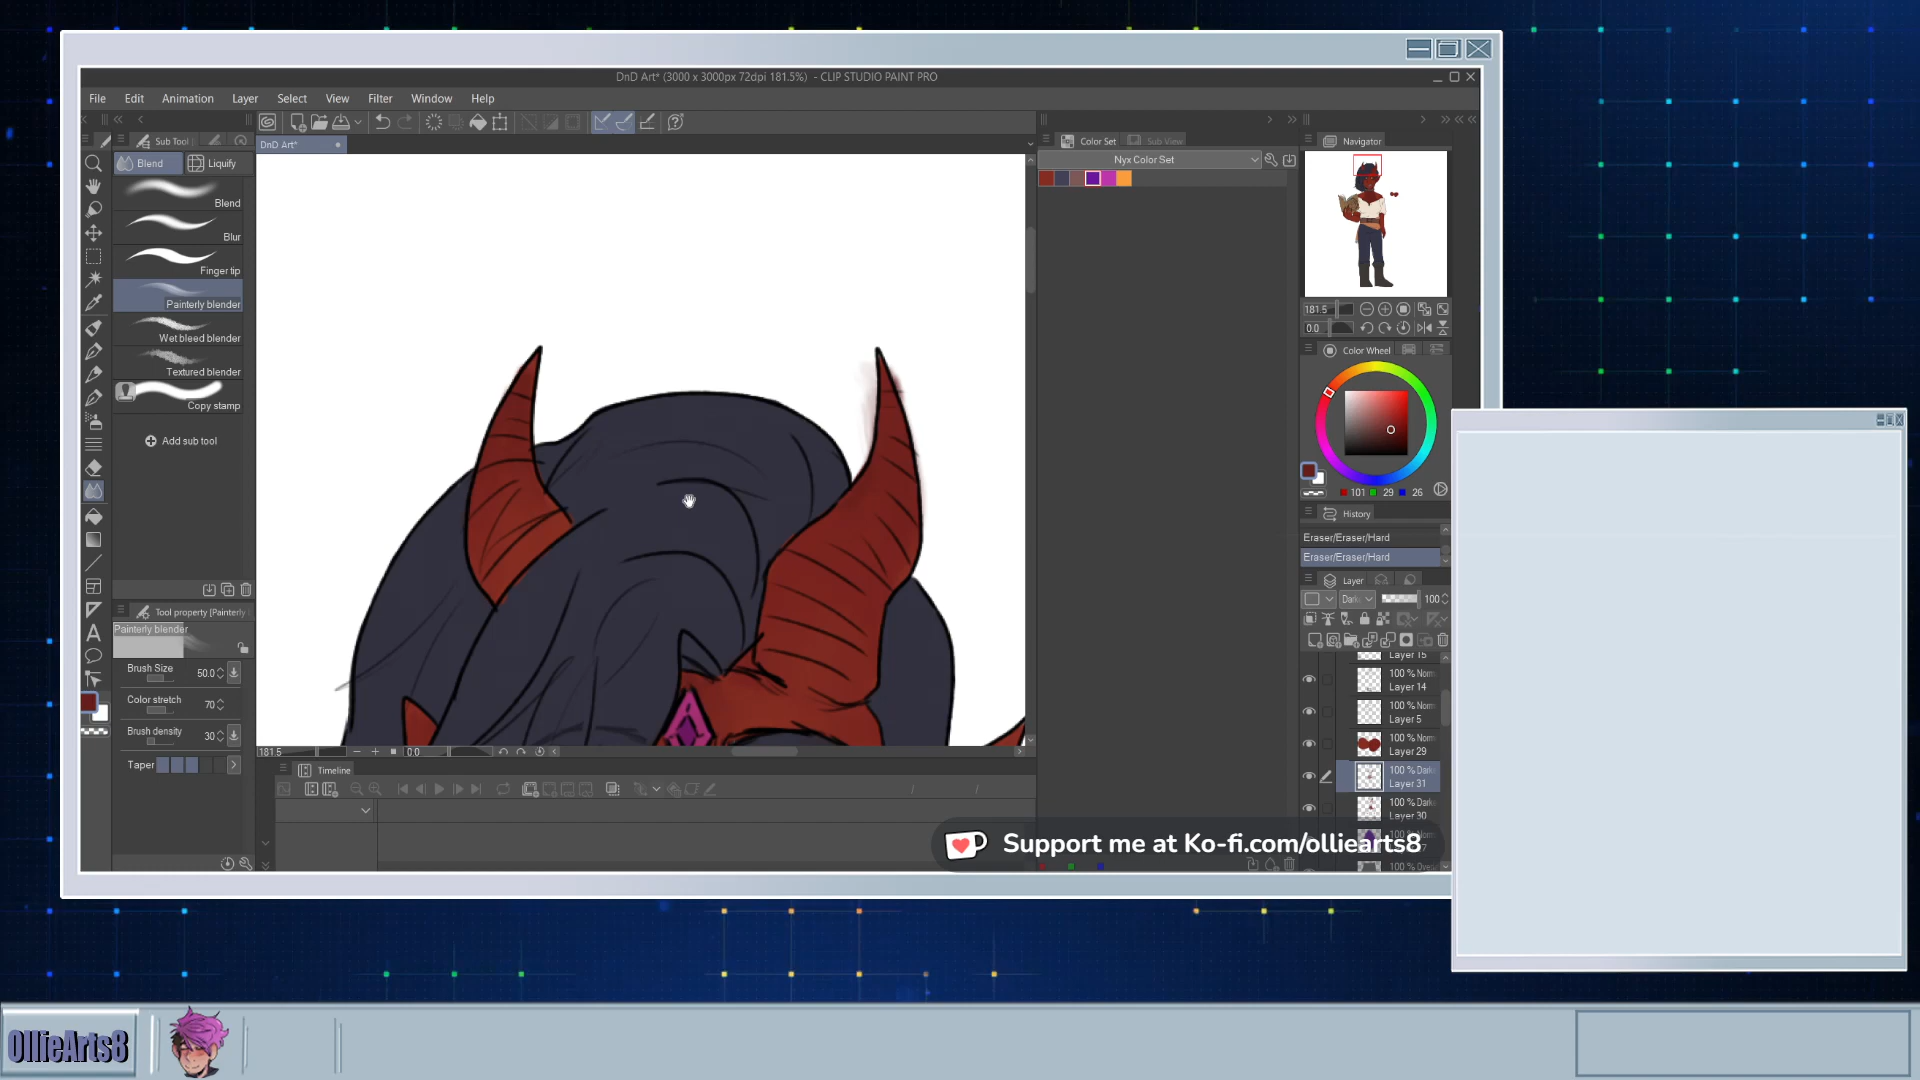 DnD Art* (3000 x 3000px 72dpi 181.5%) - CLIP STUDIO PAINT PRO
File Edit Animation Layer Select View Filter Window Help
Sub Tool
DnD Art*
Color Set
Sub View
Navigator
Blend
Liquify
Nyx Color Set
Blend
Blur
Finger tip
Painterly blender
Wet bleed blender
Textured blender
Copy stamp
Add sub tool
181.5
0.0
Color Wheel
101 29 26
History
Eraser/Eraser/Hard
Eraser/Eraser/Hard
Layer
Dark
100
Layer 15
100 % Norm
Layer 14
100 % Norm
Layer 5
100 % Norm
Layer 29
100 % Dark
Layer 31
100 % Dark
Layer 30
Tool property [Painterly
Painterly blender
Brush Size 50.0
Color stretch 70
Brush density 30
Taper
181.5
0.0
Timeline
Support me at Ko-fi.com/olliearts8
OllieArts8